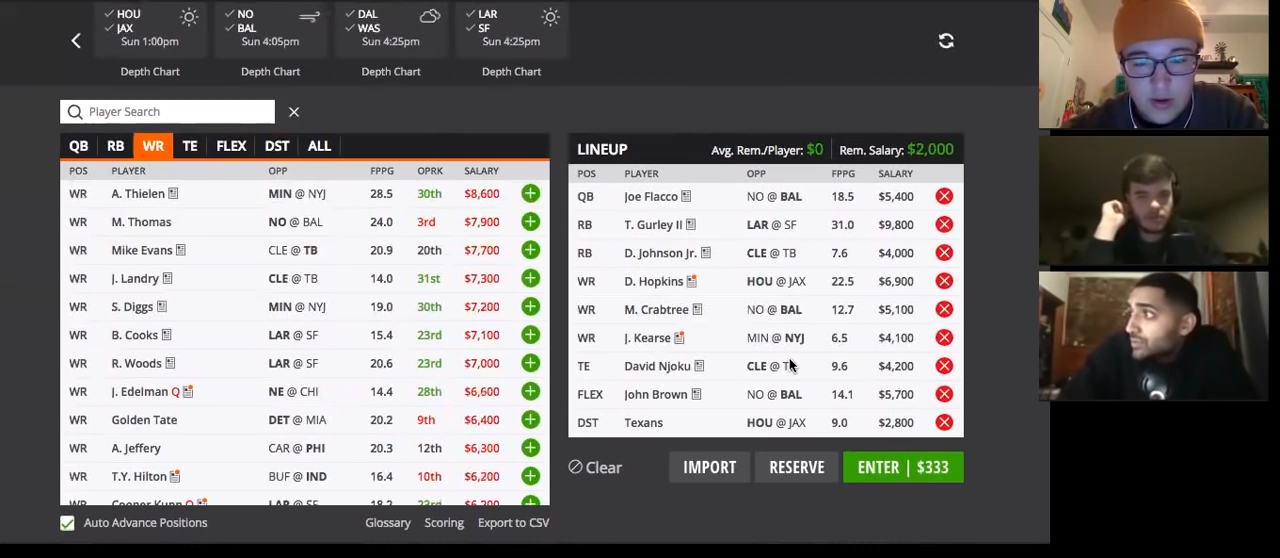 HOU
JAX
Sun 1:00pm
Depth Chart
NO
BAL
Sun 4:05pm
Depth Chart
DAL
WAS
Sun 4:25pm
Depth Chart
LAR
SF
Sun 4:25pm
Depth Chart
Player Search
QB RB WR TE FLEX DST ALL
POS PLAYER OPP FPPG OPRK SALARY
WR A. Thielen MIN @ NYJ 28.5 30th $8,600
WR M. Thomas NO @ BAL 24.0 3rd $7,900
WR Mike Evans CLE @ TB 20.9 20th $7,700
WR J. Landry CLE @ TB 14.0 31st $7,300
WR S. Diggs MIN @ NYJ 19.0 30th $7,200
WR B. Cooks LAR @ SF 15.4 23rd $7,100
WR R. Woods LAR @ SF 20.6 23rd $7,000
WR J. Edelman Q NE @ CHI 14.4 28th $6,600
WR Golden Tate DET @ MIA 20.2 9th $6,400
WR A. Jeffery CAR @ PHI 20.3 12th $6,300
WR T.Y. Hilton BUF @ IND 16.4 10th $6,200
WR Cooper Kupp Q LAR @ SF 18.2 23rd $6,200
Auto Advance Positions Glossary Scoring Export to CSV
LINEUP Avg. Rem./Player: $0 Rem. Salary: $2,000
POS PLAYER OPP FPPG SALARY
QB Joe Flacco NO @ BAL 18.5 $5,400
RB T. Gurley II LAR @ SF 31.0 $9,800
RB D. Johnson Jr. CLE @ TB 7.6 $4,000
WR D. Hopkins HOU @ JAX 22.5 $6,900
WR M. Crabtree NO @ BAL 12.7 $5,100
WR J. Kearse MIN @ NYJ 6.5 $4,100
TE David Njoku CLE @ 9.6 $4,200
FLEX John Brown NO @ BAL 14.1 $5,700
DST Texans HOU @ JAX 9.0 $2,800
Clear IMPORT RESERVE ENTER | $333